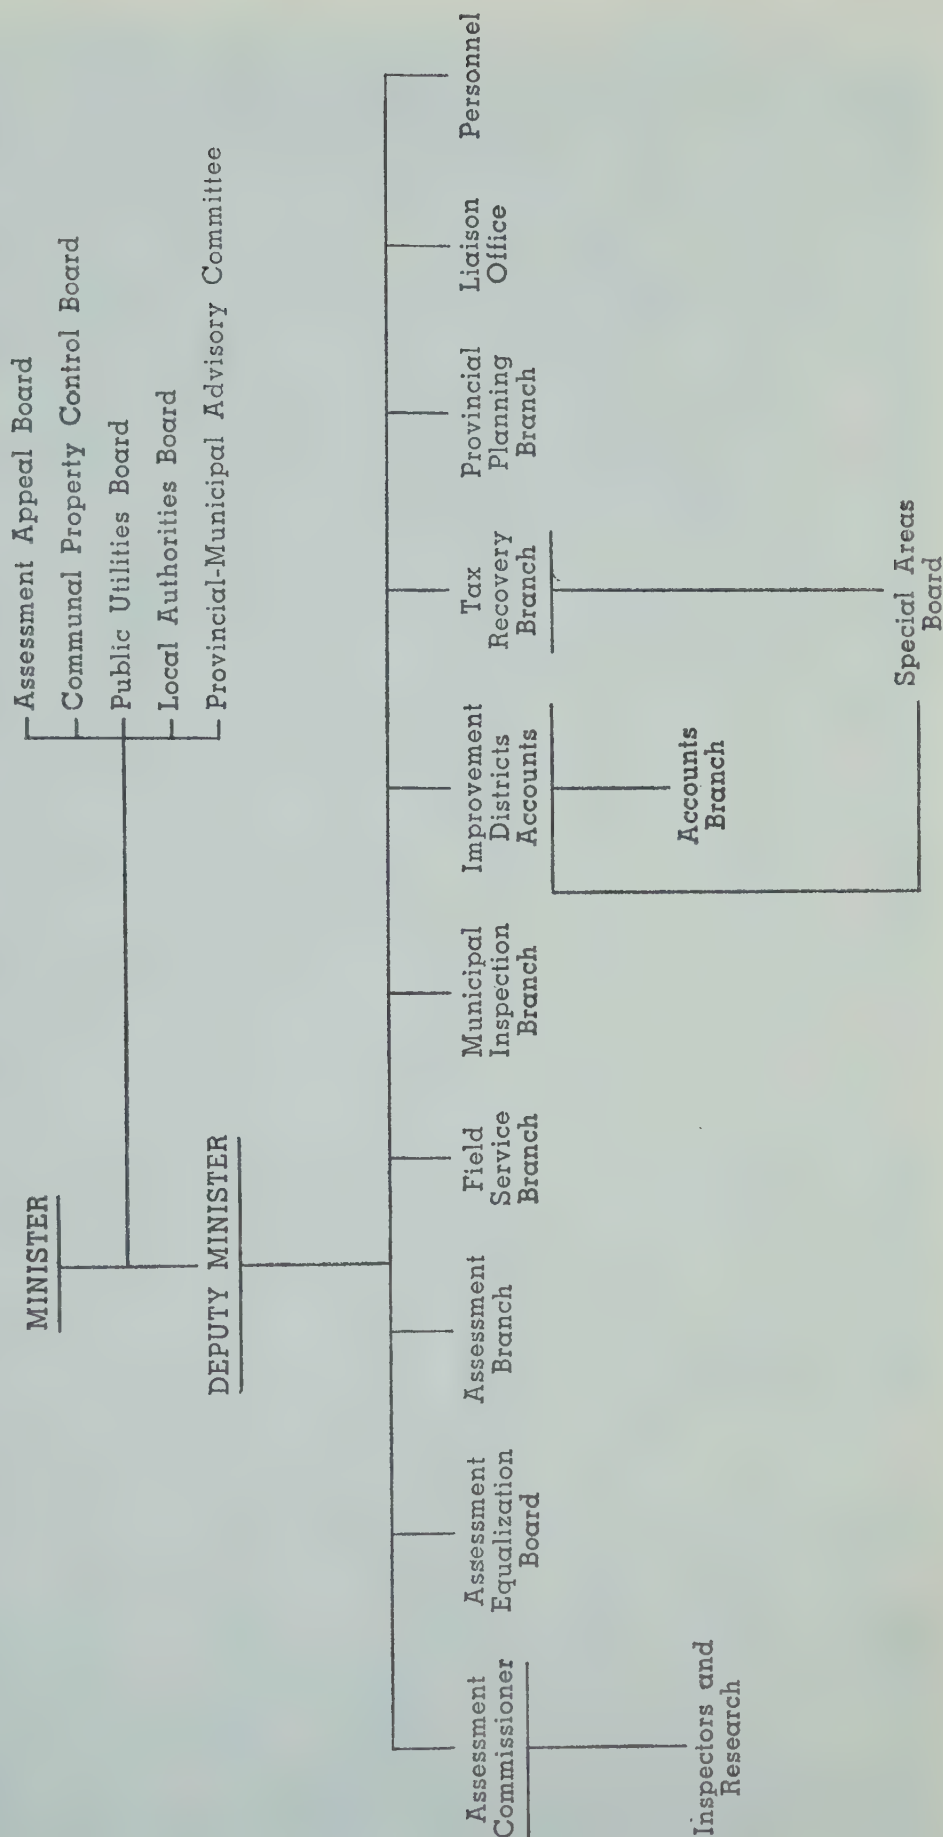 MINISTER
Assessment Appeal Board
Communal Property Control Board
Public Utilities Board
Local Authorities Board
Provincial-Municipal Advisory Committee
DEPUTY MINISTER
Assessment
Commissioner
Assessment
Equalization
Board
Assessment
Branch
Field
Service
Branch
Municipal
Inspection
Branch
Improvement
Districts
Accounts
Tax
Recovery
Branch
Provincial
Planning
Branch
Liaison
Office
Personnel
Inspectors and
Research
Accounts
Branch
Special Areas
Board